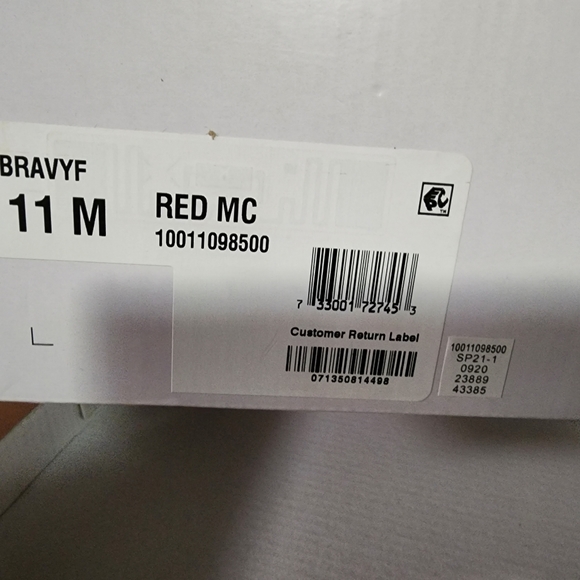 BRAVYF
11 M
RED MC
10011098500
7 33001 72745 3
Customer Return Label
071350814498
10011098500
SP21-1
0920
23889
43385